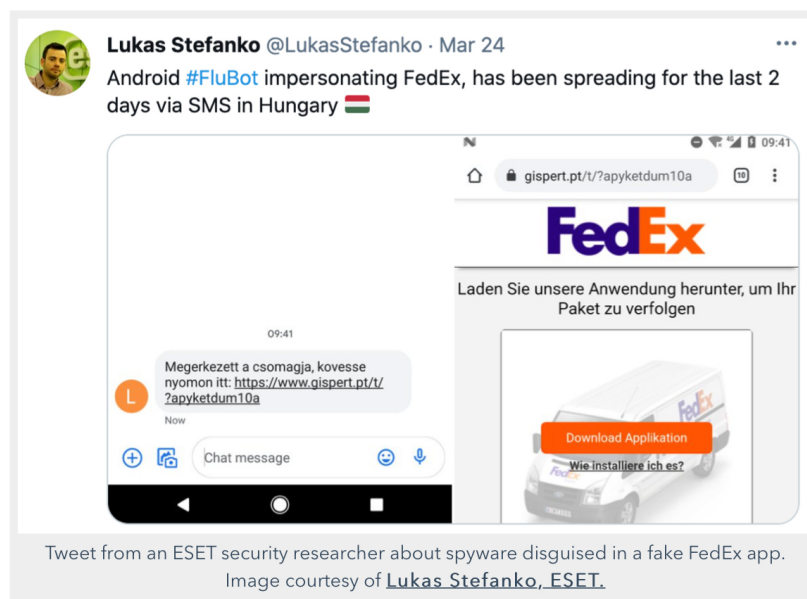 Lukas Stefanko @LukasStefanko · Mar 24
Android #FluBot impersonating FedEx, has been spreading for the last 2
days via SMS in Hungary 🇭🇺
09:41
Megerkezett a csomagja, kovesse
nyomon itt: https://www.gispert.pt/t/
?apyketdum10a
L
Now
Chat message
4G 09:41
gispert.pt/t/?apyketdum10a
10
FedEx
Laden Sie unsere Anwendung herunter, um Ihr
Paket zu verfolgen
FedEx
Download Applikation
Wie installiere ich es?
FedEx
Tweet from an ESET security researcher about spyware disguised in a fake FedEx app.
Image courtesy of Lukas Stefanko, ESET.